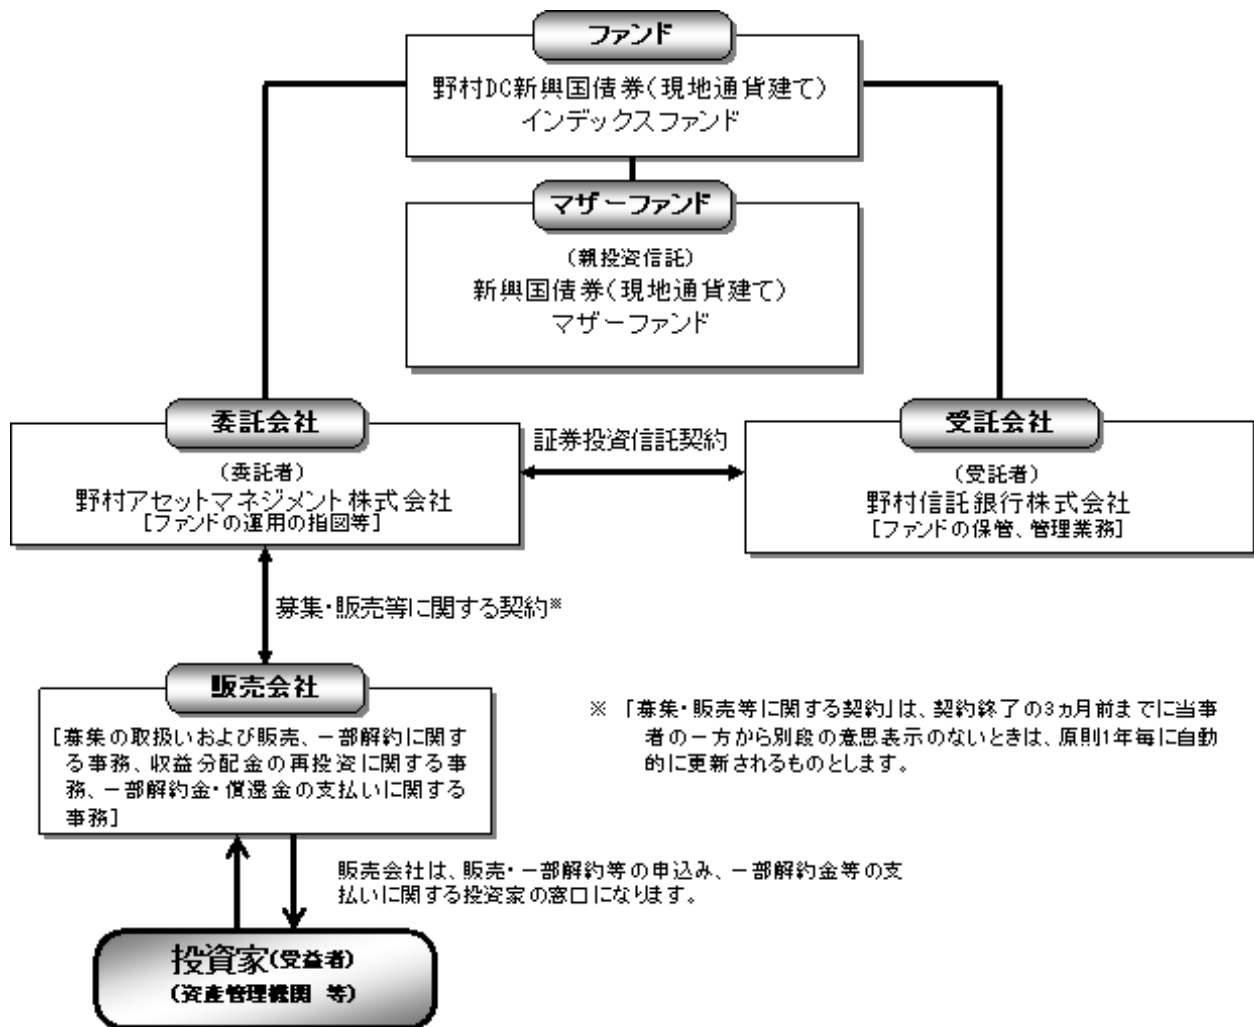 ファンド
野村DC新興国債券(現地通貨建て)
インデックスファンド
マザーファンド
(親投資信託)
新興国債券(現地通貨建て)
マザーファンド
委託会社
(委託者)
野村アセットマネジメント株式会社
[ファンドの運用の指図等]
証券投資信託契約
受託会社
(受託者)
野村信託銀行株式会社
[ファンドの保管、管理業務]
募集・販売等に関する契約※
販売会社
[募集の取扱いおよび販売、一部解約に関す
る事務、収益分配金の再投資に関する事
務、一部解約金・償還金の支払いに関する
事務]
※ 「募集・販売等に関する契約」は、契約終了の3ヵ月前までに当事
者の一方から別段の意思表示のないときは、原則1年毎に自動
的に更新されるものとします。
販売会社は、販売・一部解約等の申込み、一部解約金等の支
払いに関する投資家の窓口になります。
投資家(受益者)
(資産管理機関 等)